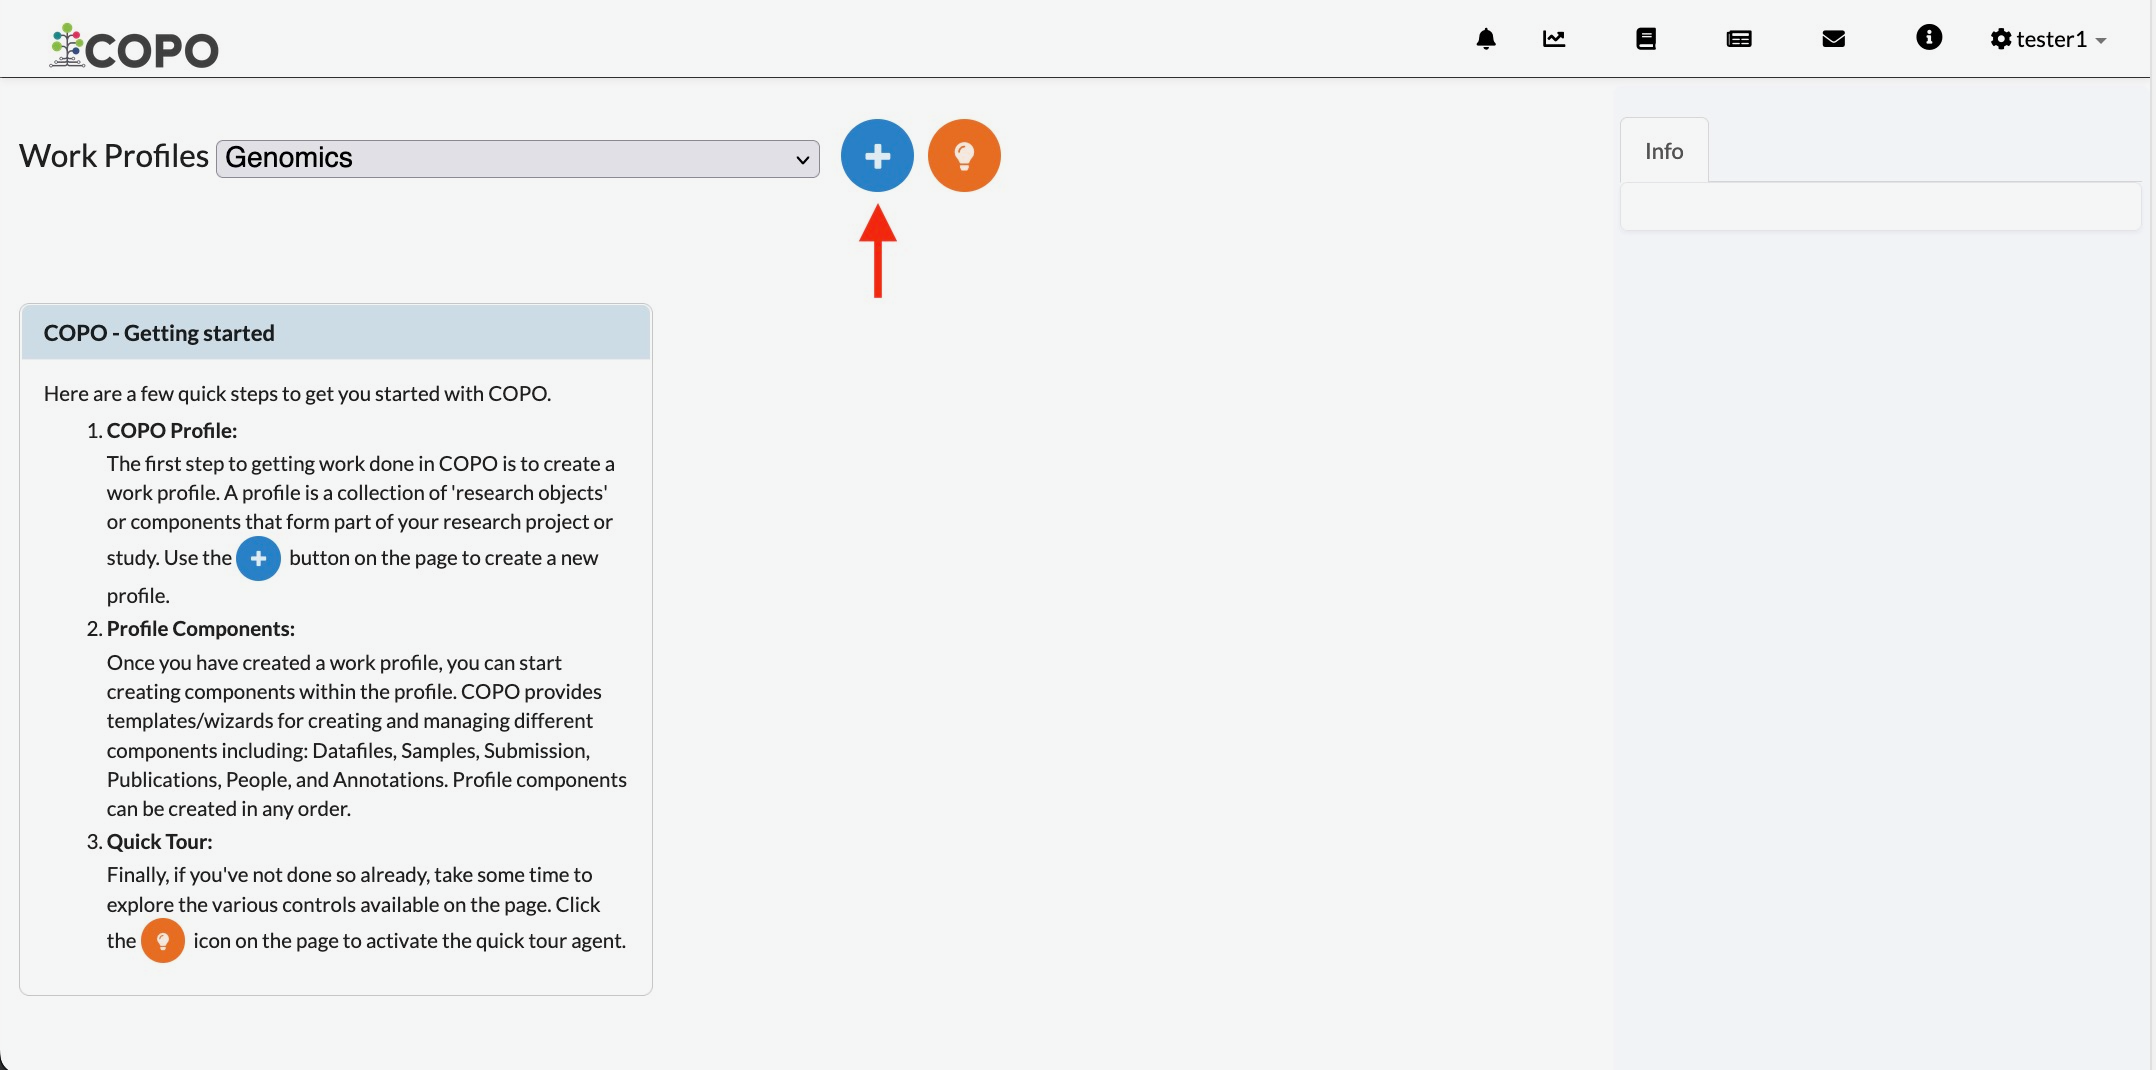 COPO
tester1
Work Profiles Genomics
Info
COPO - Getting started
Here are a few quick steps to get you started with COPO.
1. COPO Profile:
The first step to getting work done in COPO is to create a
work profile. A profile is a collection of 'research objects'
or components that form part of your research project or
study. Use the button on the page to create a new
profile.
2. Profile Components:
Once you have created a work profile, you can start
creating components within the profile. COPO provides
templates/wizards for creating and managing different
components including: Datafiles, Samples, Submission,
Publications, People, and Annotations. Profile components
can be created in any order.
3. Quick Tour:
Finally, if you've not done so already, take some time to
explore the various controls available on the page. Click
the icon on the page to activate the quick tour agent.